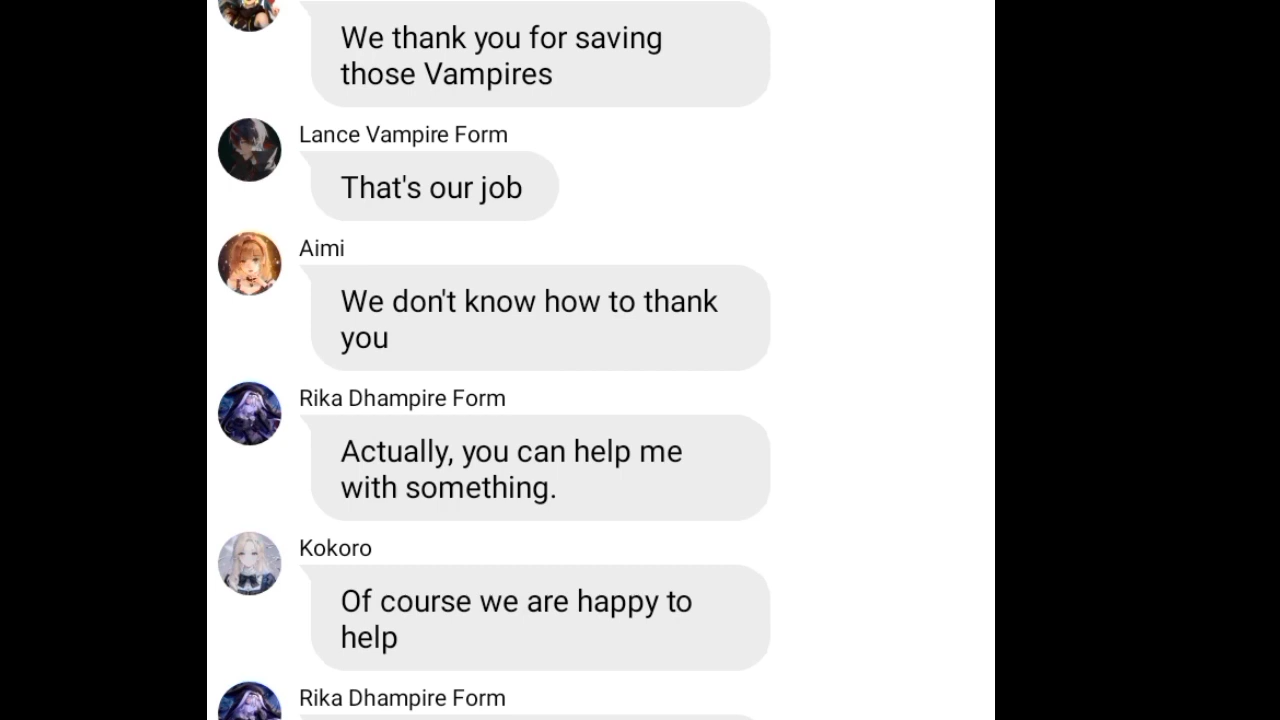 We thank you for saving
those Vampires
Lance Vampire Form
That's our job
Aimi
We don't know how to thank
you
Rika Dhampire Form
Actually, you can help me
with something.
Kokoro
Of course we are happy to
help
Rika Dhampire Form